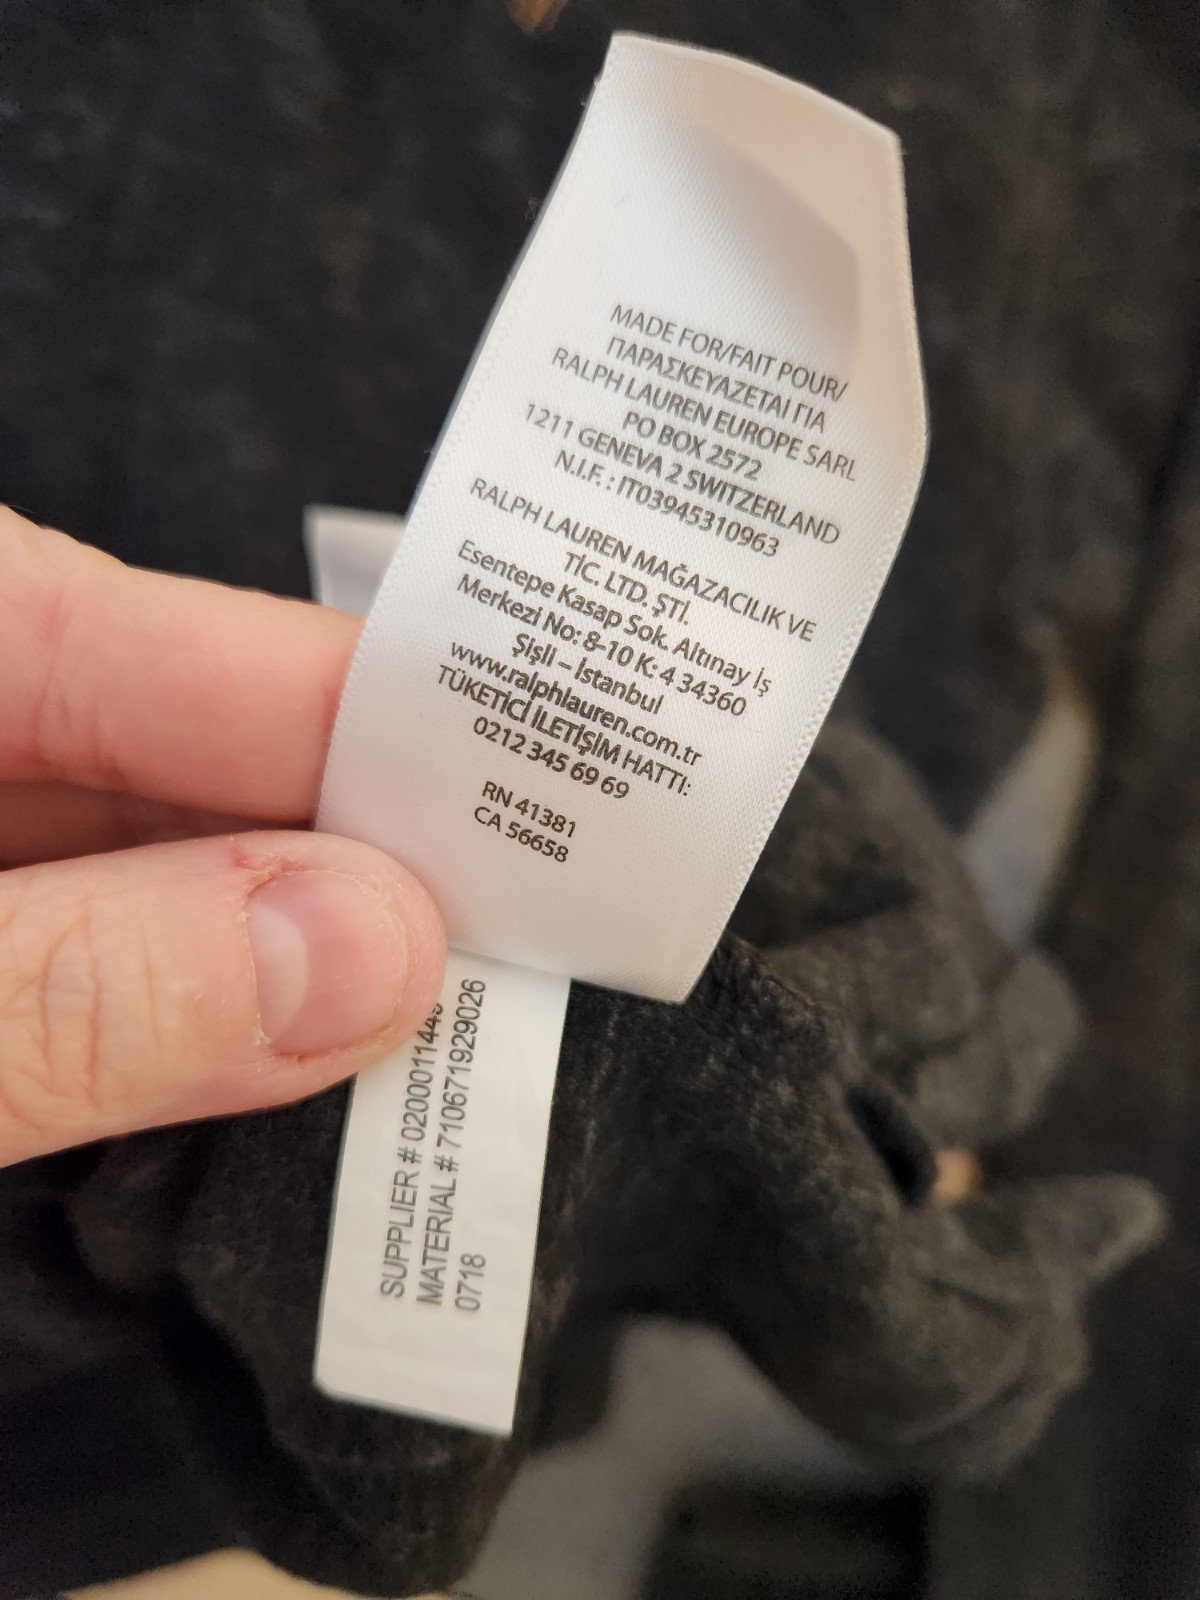 MADE FOR/FAIT POUR/
ΠΑΡΑΣΚΕΥΑΖΕΤΑΙ ΓΙΑ
RALPH LAUREN EUROPE SARL
PO BOX 2572
1211 GENEVA 2 SWITZERLAND
N.I.F. : IT03945310963
RALPH LAUREN MAĞAZACILIK VE
TİC. LTD. ŞTİ.
Esentepe Kasap Sok. Altınay İş
Merkezi No: 8-10 K: 4 34360
Şişli – İstanbul
www.ralphlauren.com.tr
TÜKETİCİ İLETİŞİM HATTI:
0212 345 69 69
RN 41381
CA 56658
SUPPLIER #
MATERIAL # 710671929026
0718